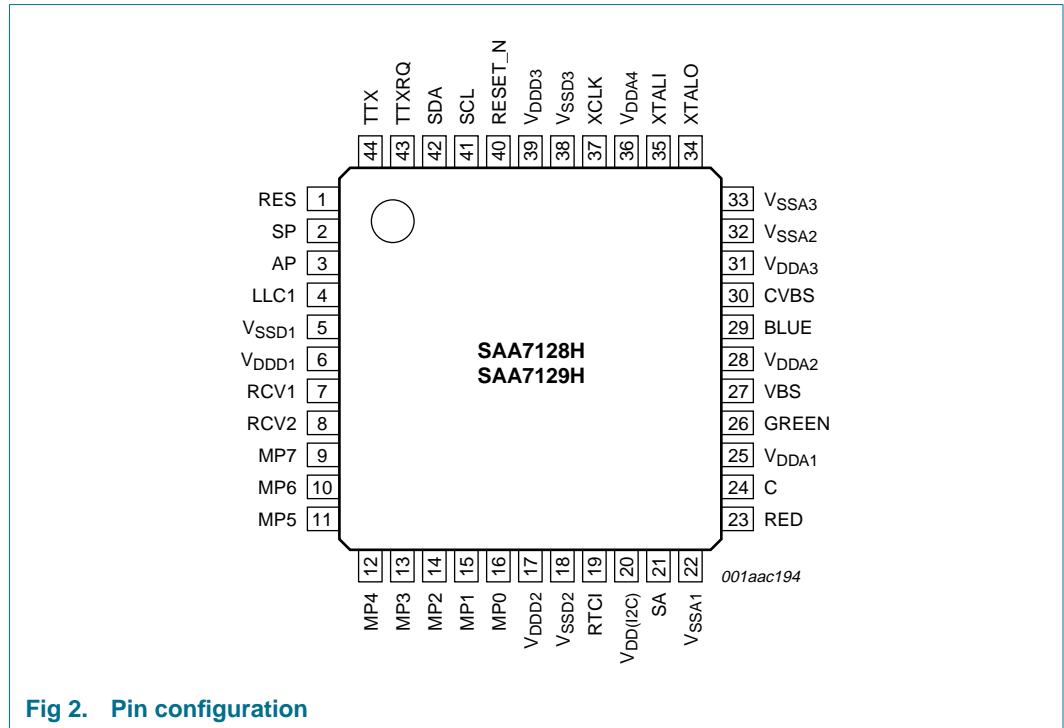 TTX
TTXRQ
SDA
SCL
RESET_N
VDDD3
VSSD3
XCLK
VDDA4
XTALI
XTALO
44
43
42
41
40
39
38
37
36
35
34
RES 1
SP 2
AP 3
LLC1 4
VSSD1 5
VDDD1 6
RCV1 7
RCV2 8
MP7 9
MP6 10
MP5 11
SAA7128H
SAA7129H
33 VSSA3
32 VSSA2
31 VDDA3
30 CVBS
29 BLUE
28 VDDA2
27 VBS
26 GREEN
25 VDDA1
24 C
23 RED
12
13
14
15
16
17
18
19
20
21
22
MP4
MP3
MP2
MP1
MP0
VDDD2
VSSD2
RTCI
VDD(I2C)
SA
VSSA1
001aac194
Fig 2. Pin configuration